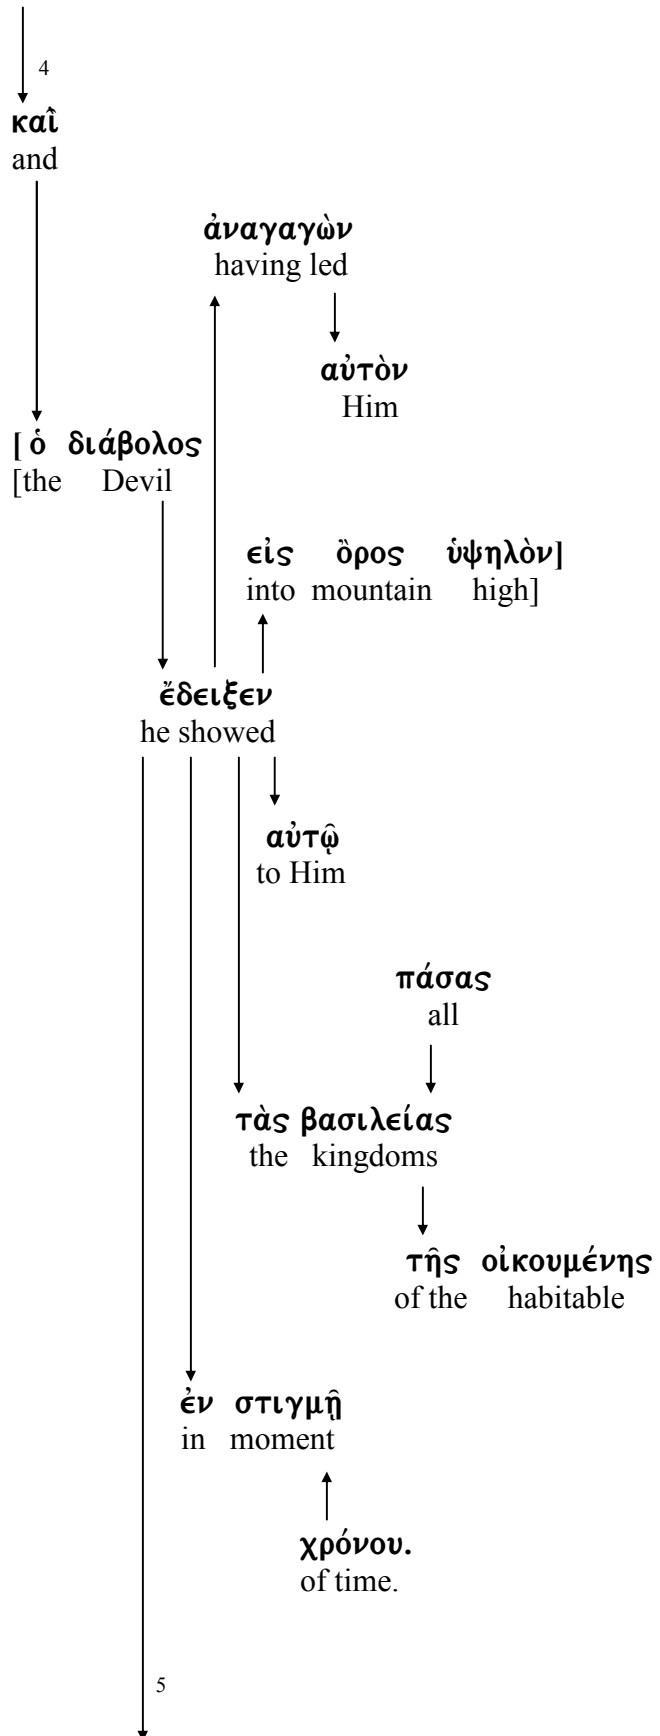 4
καὶ
and
ἀναγαγὼν
having led
αὐτὸν
Him
[ ὁ διάβολος
[the Devil
εἰς ὂρος ὑψηλὸν]
into mountain high]
ἔδειξεν
he showed
αὐτῷ
to Him
πάσας
all
τὰς βασιλείας
the kingdoms
τῆς οἰκουμένης
of the habitable
ἐν στιγμῇ
in moment
χρόνου.
of time.
5